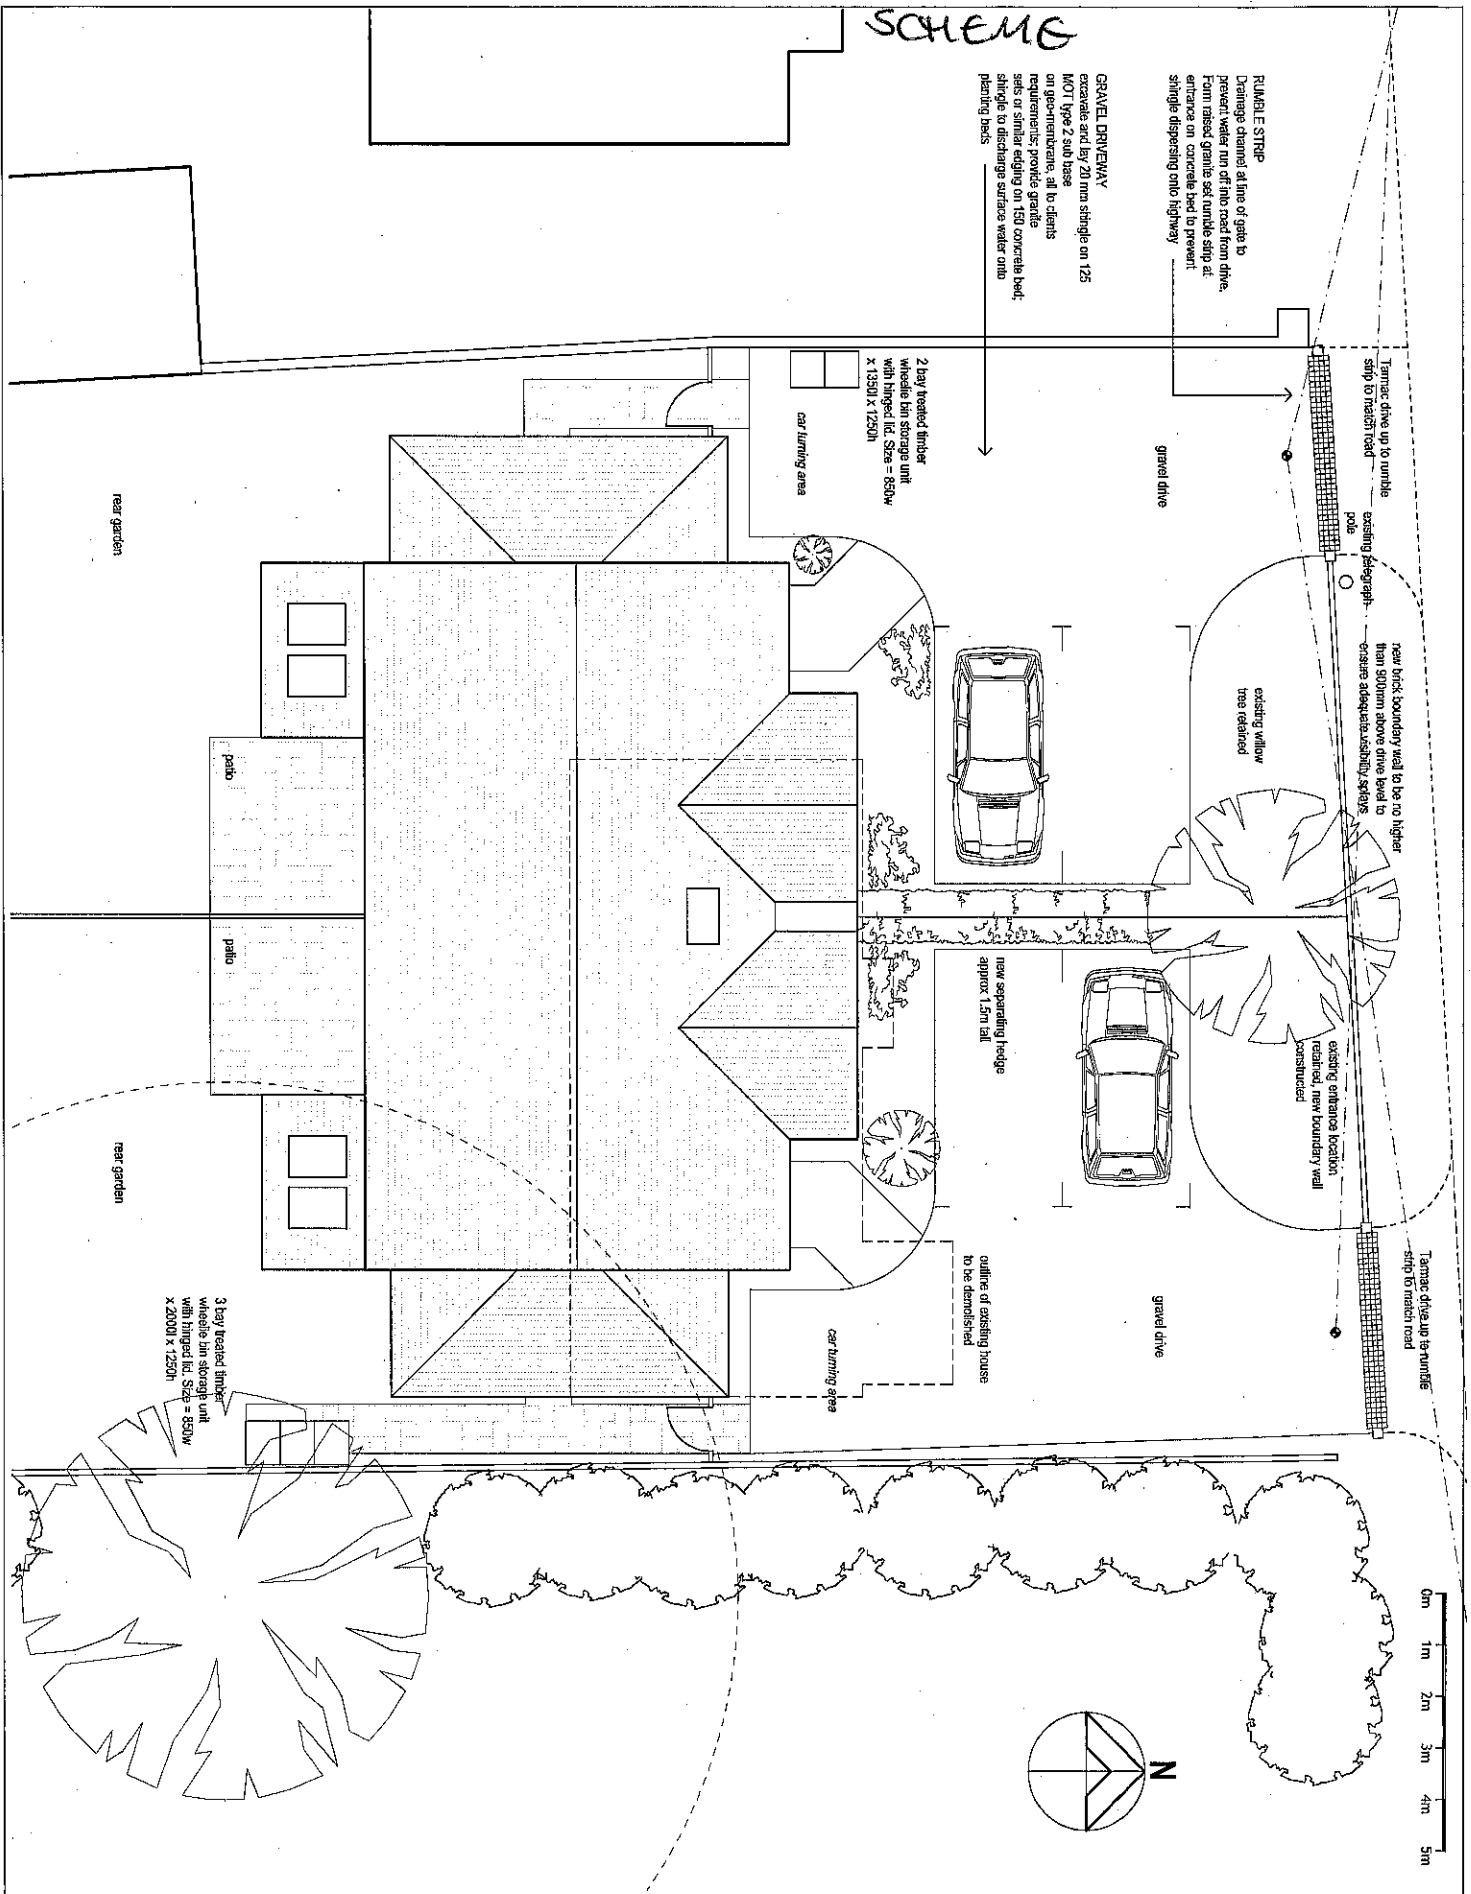 SCHEME
RUMBLE STRIP
Drainage channel at line of gate to
prevent water run off into road from drive.
Form raised granite set rumble strip at
entrance on concrete bed to prevent
shingle dispersing onto highway
GRAVEL DRIVEWAY
excavate and lay 20 mm shingle on 125
MOT type 2 sub base
on geo-membrane, all to clients
requirements; provide granite
sets or similar edging on 150 concrete bed;
shingle to discharge surface water onto
planting beds
Tarmac drive up to rumble
strip to match road
existing telegraph
pole
new brick boundary wall to be no higher
than 900mm above drive level to
ensure adequate visibility splays
existing willow
tree retained
existing entrance location
retained, new boundary wall
constructed
Tarmac drive up to rumble
strip to match road
gravel drive
gravel drive
2 bay treated timber
wheelie bin storage unit
with hinged lid. Size = 850w
x 1350l x 1250h
car turning area
new separating hedge
approx 1.5m tall
outline of existing house
to be demolished
car turning area
patio
patio
rear garden
rear garden
3 bay treated timber
wheelie bin storage unit
with hinged lid. Size = 850w
x 2000l x 1250h
0m 1m 2m 3m 4m 5m
N